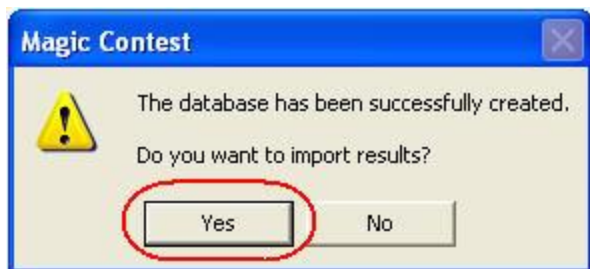 Magic Contest
The database has been successfully created.
Do you want to import results?
Yes No